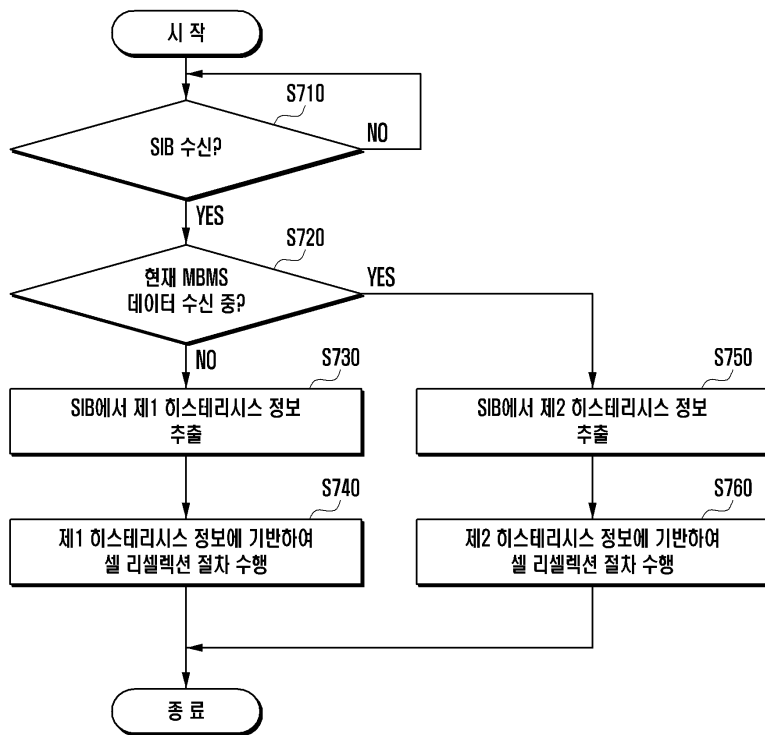 시 작
S710
SIB 수신?
NO
YES
S720
현재 MBMS
데이터 수신 중?
YES
NO
S730
SIB에서 제1 히스테리시스 정보
추출
S750
SIB에서 제2 히스테리시스 정보
추출
S740
제1 히스테리시스 정보에 기반하여
셀 리셀렉션 절차 수행
S760
제2 히스테리시스 정보에 기반하여
셀 리셀렉션 절차 수행
종 료